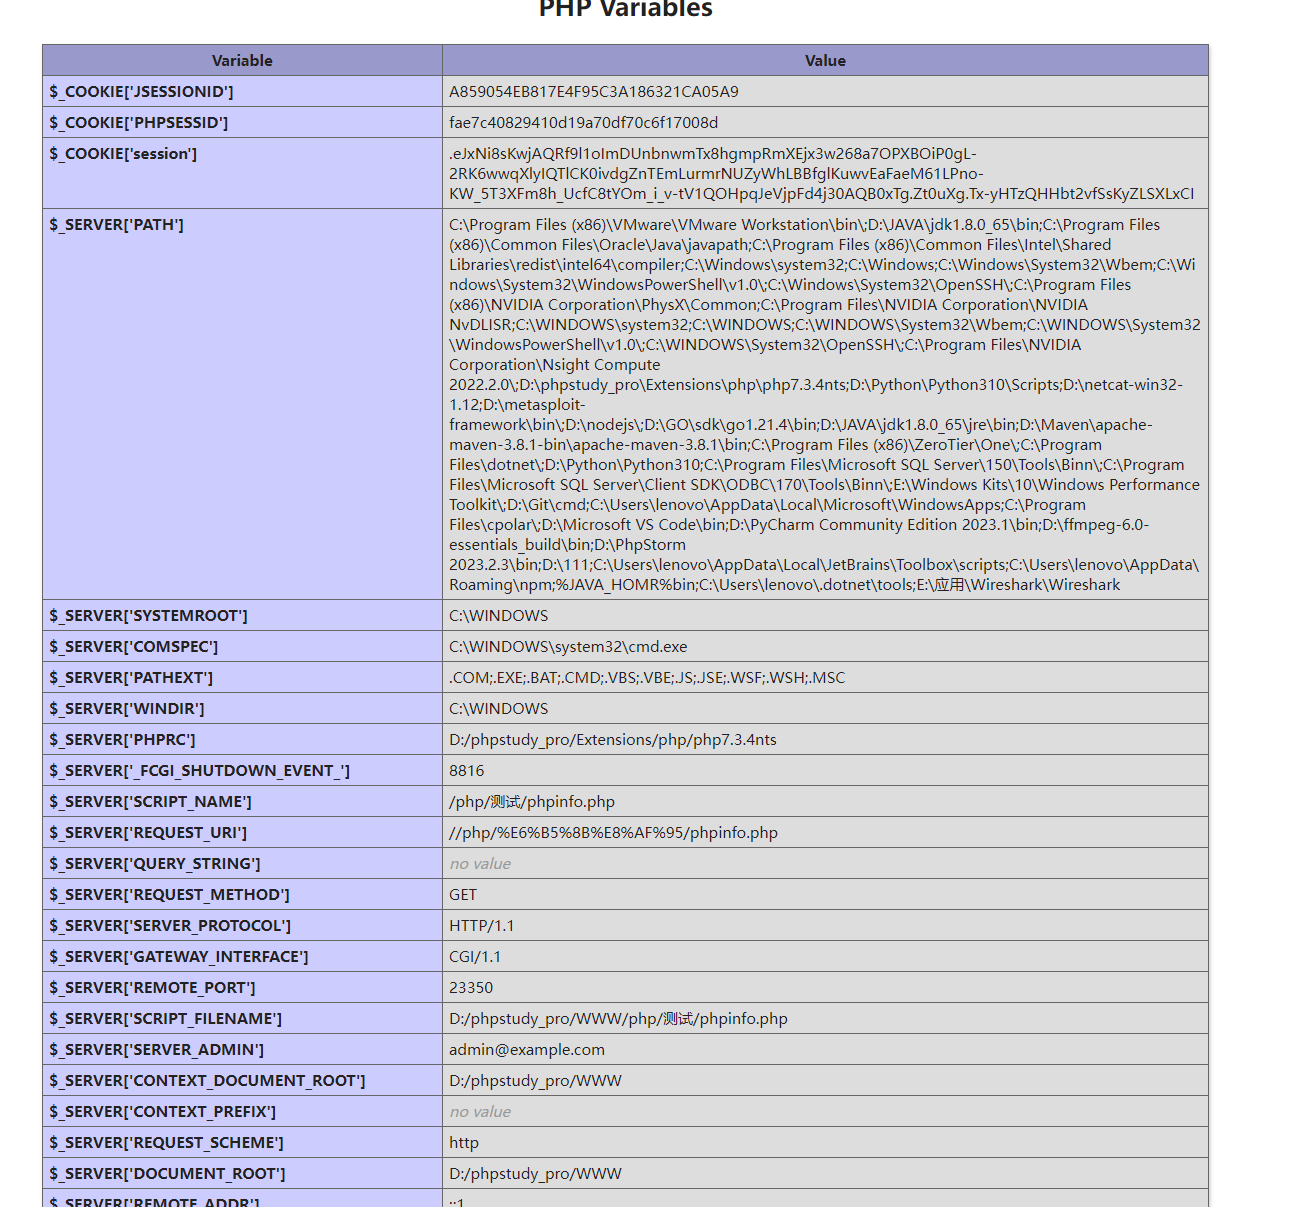 PHP Variables
Variable Value
$_COOKIE['JSESSIONID'] A859054EB817E4F95C3A186321CA05A9
$_COOKIE['PHPSESSID'] fae7c40829410d19a70df70c6f17008d
$_COOKIE['session'] .eJxNi8sKwjAQRf9l1oImDUnbnwmTx8hgmpRmXEjx3w268a7OPXBOiP0gL-
2RK6wwqXlyIQTlCK0ivdgZnTEmLurmrNUZyWhLBBfglKuwvEaFaeM61LPno-
KW_5T3XFm8h_UcfC8tYOm_i_v-tV1QOHpqJeVjpFd4j30AQB0xTg.Zt0uXg.Tx-yHTzQHHbt2vfSsKyZLSXLxCI
$_SERVER['PATH'] C:\Program Files (x86)\VMware\VMware Workstation\bin\;D:\JAVA\jdk1.8.0_65\bin;C:\Program Files
(x86)\Common Files\Oracle\Java\javapath;C:\Program Files (x86)\Common Files\Intel\Shared
Libraries\redist\intel64\compiler;C:\Windows\system32;C:\Windows;C:\Windows\System32\Wbem;C:\Wi
ndows\System32\WindowsPowerShell\v1.0\;C:\Windows\System32\OpenSSH\;C:\Program Files
(x86)\NVIDIA Corporation\PhysX\Common;C:\Program Files\NVIDIA Corporation\NVIDIA
NvDLISR;C:\WINDOWS\system32;C:\WINDOWS;C:\WINDOWS\System32\Wbem;C:\WINDOWS\System32
\WindowsPowerShell\v1.0\;C:\WINDOWS\System32\OpenSSH\;C:\Program Files\NVIDIA
Corporation\Nsight Compute
2022.2.0\;D:\phpstudy_pro\Extensions\php\php7.3.4nts;D:\Python\Python310\Scripts;D:\netcat-win32-
1.12;D:\metasploit-
framework\bin\;D:\nodejs\;D:\GO\sdk\go1.21.4\bin;D:\JAVA\jdk1.8.0_65\jre\bin;D:\Maven\apache-
maven-3.8.1-bin\apache-maven-3.8.1\bin;C:\Program Files (x86)\ZeroTier\One\;C:\Program
Files\dotnet\;D:\Python\Python310;C:\Program Files\Microsoft SQL Server\150\Tools\Binn\;C:\Program
Files\Microsoft SQL Server\Client SDK\ODBC\170\Tools\Binn\;E:\Windows Kits\10\Windows Performance
Toolkit\;D:\Git\cmd;C:\Users\lenovo\AppData\Local\Microsoft\WindowsApps;C:\Program
Files\cpolar\;D:\Microsoft VS Code\bin;D:\PyCharm Community Edition 2023.1\bin;D:\ffmpeg-6.0-
essentials_build\bin;D:\PhpStorm
2023.2.3\bin;D:\111;C:\Users\lenovo\AppData\Local\JetBrains\Toolbox\scripts;C:\Users\lenovo\AppData\
Roaming\npm;%JAVA_HOMR%bin;C:\Users\lenovo\.dotnet\tools;E:\应用\Wireshark\Wireshark
$_SERVER['SYSTEMROOT'] C:\WINDOWS
$_SERVER['COMSPEC'] C:\WINDOWS\system32\cmd.exe
$_SERVER['PATHEXT'] .COM;.EXE;.BAT;.CMD;.VBS;.VBE;.JS;.JSE;.WSF;.WSH;.MSC
$_SERVER['WINDIR'] C:\WINDOWS
$_SERVER['PHPRC'] D:/phpstudy_pro/Extensions/php/php7.3.4nts
$_SERVER['_FCGI_SHUTDOWN_EVENT_'] 8816
$_SERVER['SCRIPT_NAME'] /php/测试/phpinfo.php
$_SERVER['REQUEST_URI'] //php/%E6%B5%8B%E8%AF%95/phpinfo.php
$_SERVER['QUERY_STRING'] no value
$_SERVER['REQUEST_METHOD'] GET
$_SERVER['SERVER_PROTOCOL'] HTTP/1.1
$_SERVER['GATEWAY_INTERFACE'] CGI/1.1
$_SERVER['REMOTE_PORT'] 23350
$_SERVER['SCRIPT_FILENAME'] D:/phpstudy_pro/WWW/php/测试/phpinfo.php
$_SERVER['SERVER_ADMIN'] admin@example.com
$_SERVER['CONTEXT_DOCUMENT_ROOT'] D:/phpstudy_pro/WWW
$_SERVER['CONTEXT_PREFIX'] no value
$_SERVER['REQUEST_SCHEME'] http
$_SERVER['DOCUMENT_ROOT'] D:/phpstudy_pro/WWW
$_SERVER['REMOTE_ADDR'] ::1